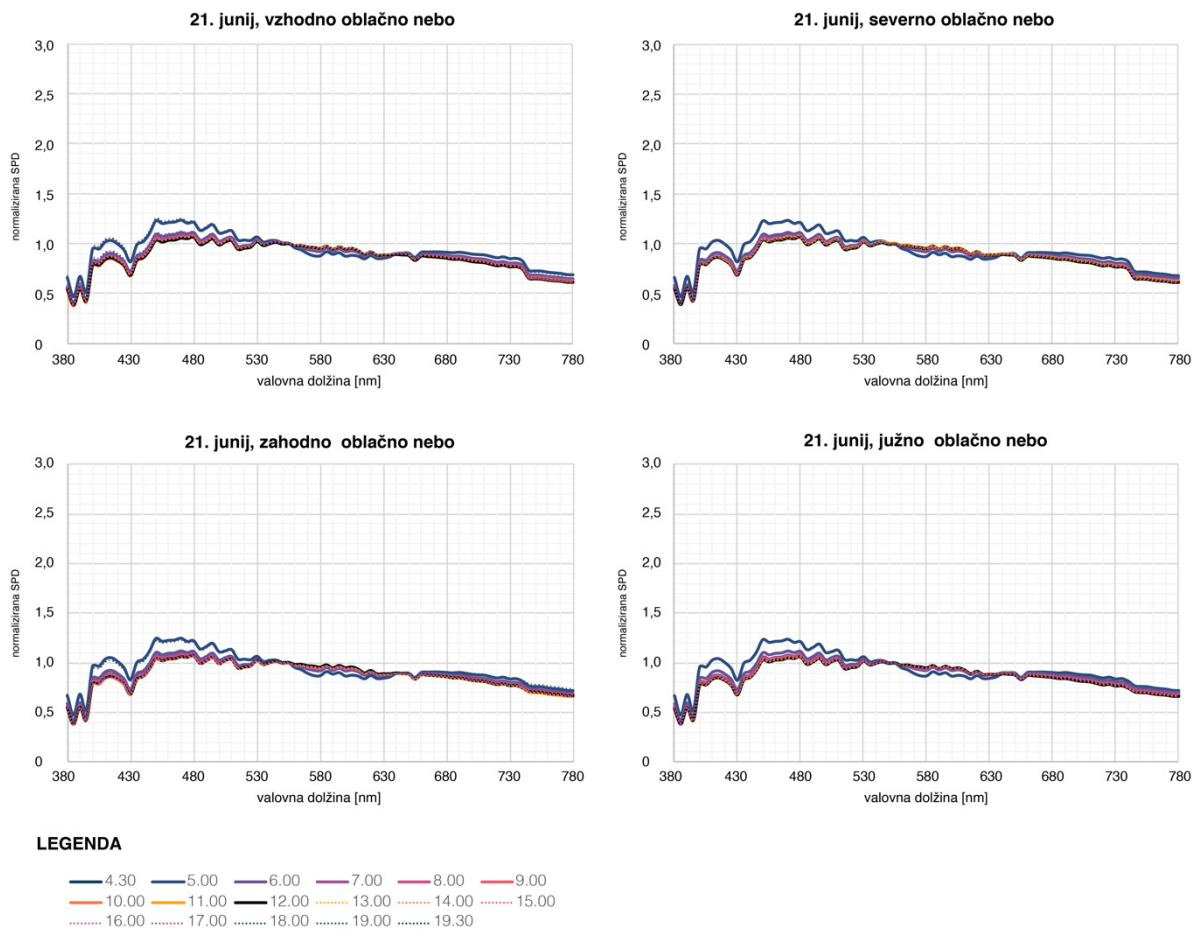 21. junij, vzhodno oblačno nebo
3,0
2,5
2,0
1,5
1,0
0,5
0
normalizirana SPD
380 430 480 530 580 630 680 730 780
valovna dolžina [nm]
21. junij, severno oblačno nebo
3,0
2,5
2,0
1,5
1,0
0,5
0
normalizirana SPD
380 430 480 530 580 630 680 730 780
valovna dolžina [nm]
21. junij, zahodno oblačno nebo
3,0
2,5
2,0
1,5
1,0
0,5
0
normalizirana SPD
380 430 480 530 580 630 680 730 780
valovna dolžina [nm]
21. junij, južno oblačno nebo
3,0
2,5
2,0
1,5
1,0
0,5
0
normalizirana SPD
380 430 480 530 580 630 680 730 780
valovna dolžina [nm]
LEGENDA
4.30 5.00 6.00 7.00 8.00 9.00
10.00 11.00 12.00 13.00 14.00 15.00
16.00 17.00 18.00 19.00 19.30